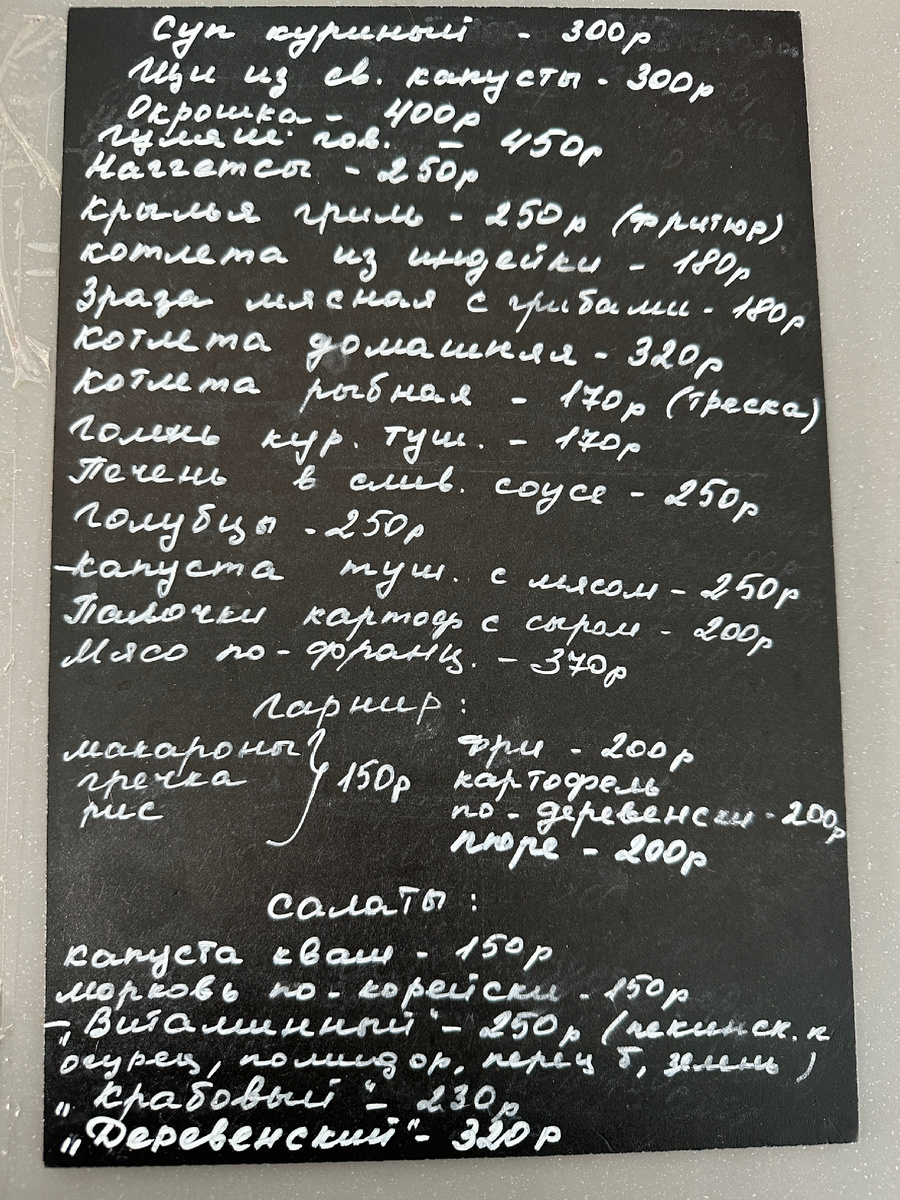 Суп куриный - 300р
Щи из св. капусты - 300р
Окрошка - 400р
Гуляш гов. - 450р
Наггетсы - 250р
Крылья гриль - 250р (фритюр)
котлета из индейки - 180р
Зраза мясная с грибами - 180р
Котлета домашняя - 320р
Котлета рыбная - 170р (треска)
Голень кур. туш. - 170р
Печень в слив. соусе - 250р
Голубцы - 250р
- капуста туш. с мясом - 250р
Палочки картоф с сыром - 200р
Мясо по-франц. - 370р
Гарнир:
макароны
гречка
рис
150р
фри - 200р
картофель
по-деревенски - 200р
пюре - 200р
Салаты:
капуста кваш - 150р
морковь по-корейски - 150р
- „Витаминный" - 250р (пекинск. к
огурец, помидор, перец б, зелень)
„Крабовый" - 230р
„Деревенский" - 320р